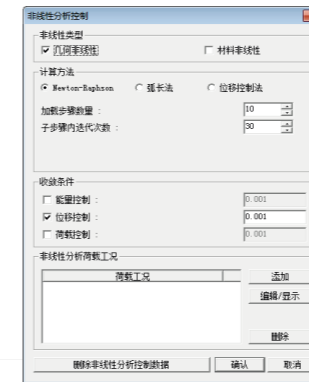 非线性分析控制
非线性类型
几何非线性 材料非线性
计算方法
Newton-Raphson 弧长法 位移控制法
加载步骤数量 : 10
子步骤内迭代次数 : 30
收敛条件
能量控制 : 0.001
位移控制 : 0.001
荷载控制 : 0.001
非线性分析荷载工况
荷载工况
添加
编辑/显示
删除
删除非线性分析控制数据 确认 取消